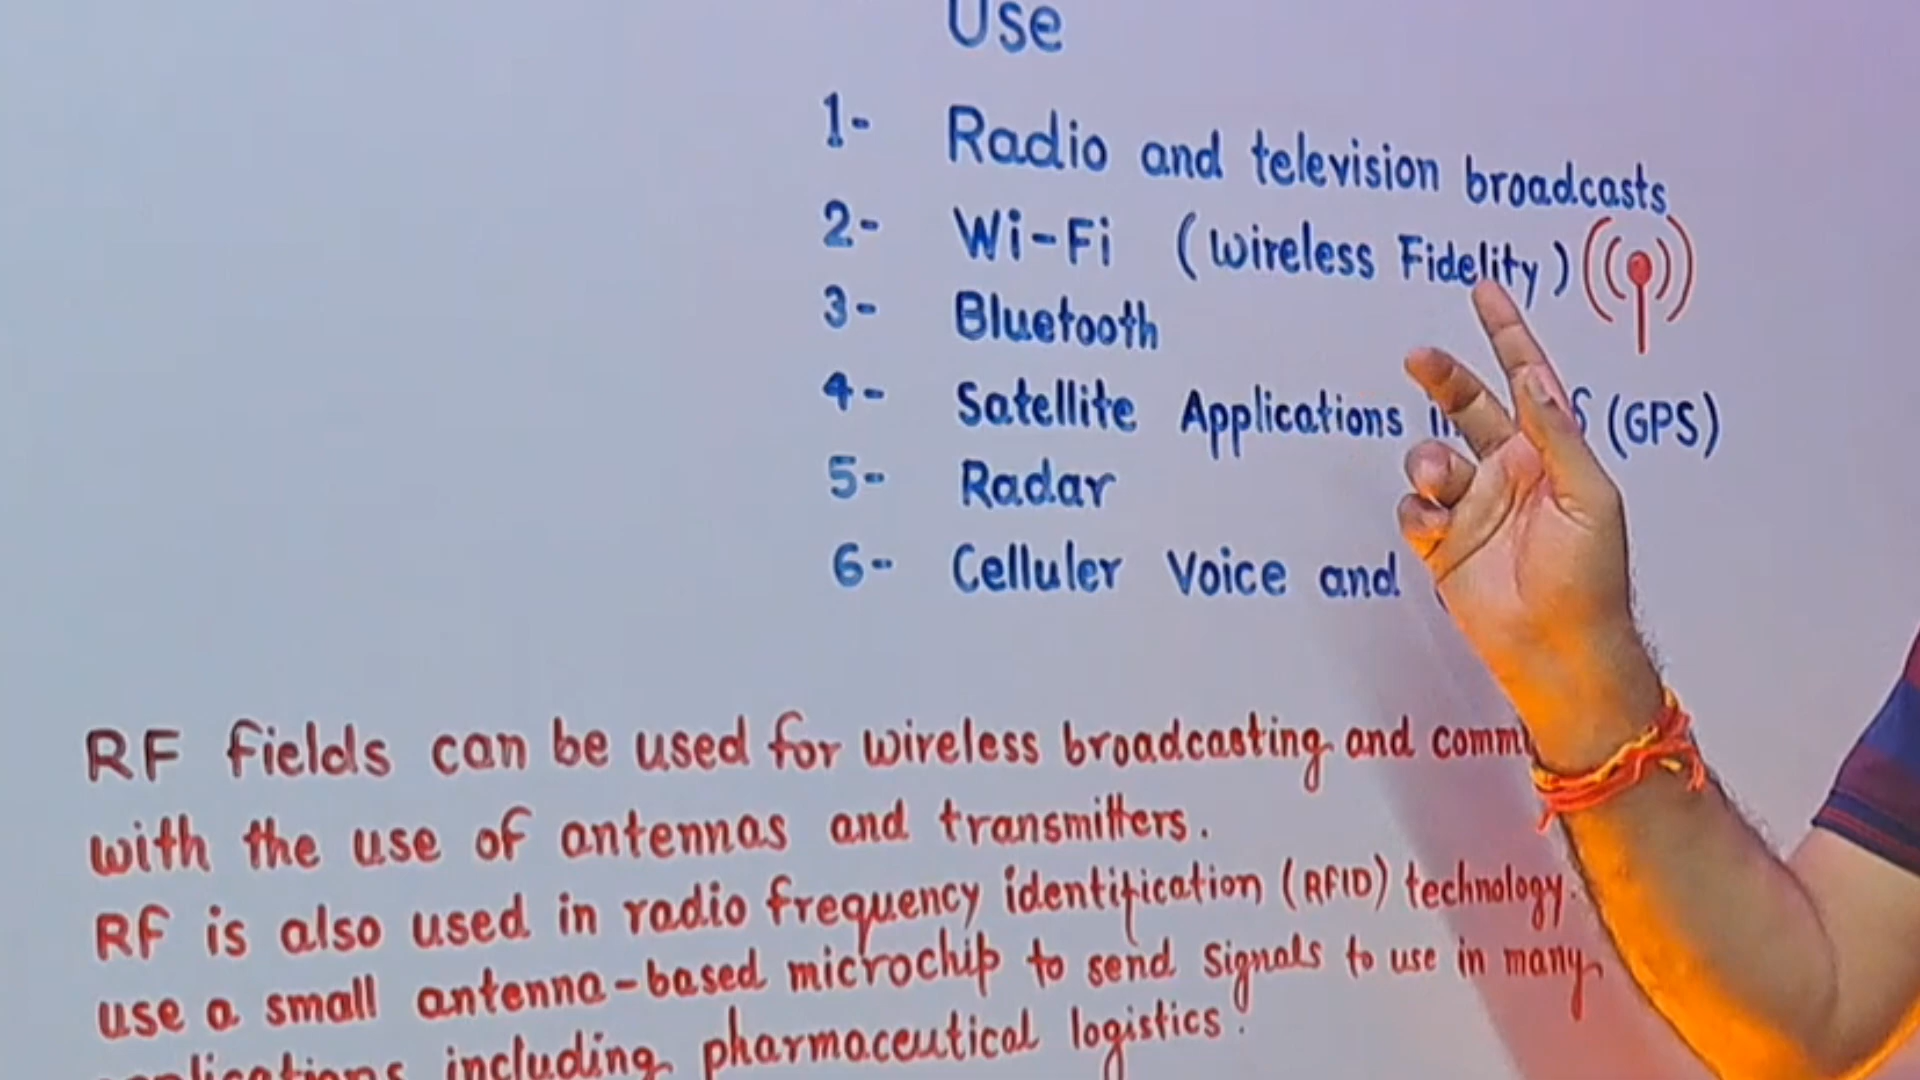 Use
1- Radio and television broadcasts
2- Wi-Fi (Wireless Fidelity)
3- Bluetooth
4- Satellite Applications (GPS)
5- Radar
6- Celluler Voice and
RF fields can be used for wireless broadcasting and
with the use of antennas and transmitters.
RF is also used in radio frequency identification (RFID) technology.
use a small antenna-based microchip to send signals to use in many
applications including pharmaceutical logistics.